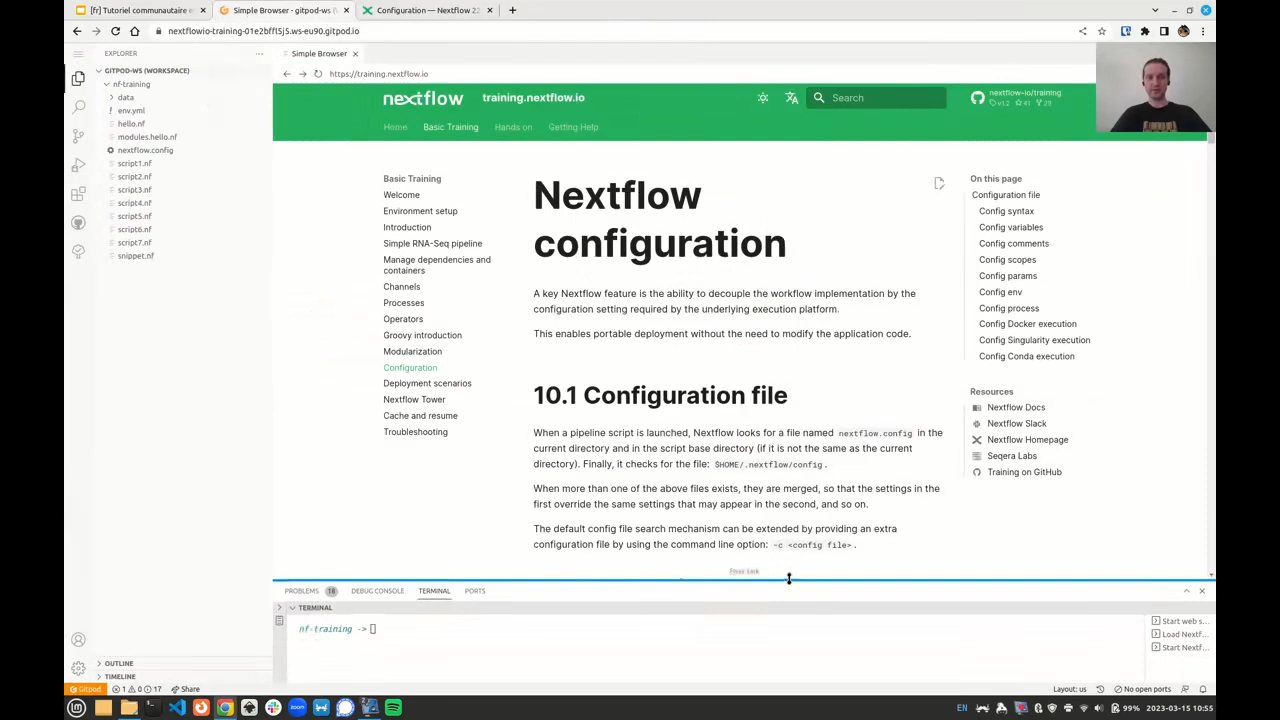 [fr] Tutoriel communautaire e
Simple Browser - gitpod-ws (
Configuration — Nextflow 22
nextflowio-training-01e2bffl5j5.ws-eu90.gitpod.io
EXPLORER
Simple Browser
GITPOD-WS (WORKSPACE)
nf-training
data
env.yml
hello.nf
modules.hello.nf
nextflow.config
script1.nf
script2.nf
script3.nf
script4.nf
script5.nf
script6.nf
script7.nf
snippet.nf
OUTLINE
TIMELINE
https://training.nextflow.io
nextflow
training.nextflow.io
Search
nextflow-io/training
v1.2 41 29
Home
Basic Training
Hands on
Getting Help
Basic Training
Welcome
Environment setup
Introduction
Simple RNA-Seq pipeline
Manage dependencies and
containers
Channels
Processes
Operators
Groovy introduction
Modularization
Configuration
Deployment scenarios
Nextflow Tower
Cache and resume
Troubleshooting
Nextflow
configuration
A key Nextflow feature is the ability to decouple the workflow implementation by the
configuration setting required by the underlying execution platform.
This enables portable deployment without the need to modify the application code.
10.1 Configuration file
When a pipeline script is launched, Nextflow looks for a file named nextflow.config in the
current directory and in the script base directory (if it is not the same as the current
directory). Finally, it checks for the file: $HOME/.nextflow/config.
When more than one of the above files exists, they are merged, so that the settings in the
first override the same settings that may appear in the second, and so on.
The default config file search mechanism can be extended by providing an extra
configuration file by using the command line option: -c <config file>.
On this page
Configuration file
Config syntax
Config variables
Config comments
Config scopes
Config params
Config env
Config process
Config Docker execution
Config Singularity execution
Config Conda execution
Resources
Nextflow Docs
Nextflow Slack
Nextflow Homepage
Seqera Labs
Training on GitHub
PROBLEMS 18
DEBUG CONSOLE
TERMINAL
PORTS
TERMINAL
nf-training ->
Start web s...
Load Nextf...
Start Nextf...
Gitpod
1 0 17
Share
Layout: us
No open ports
EN
99%
2023-03-15 10:55